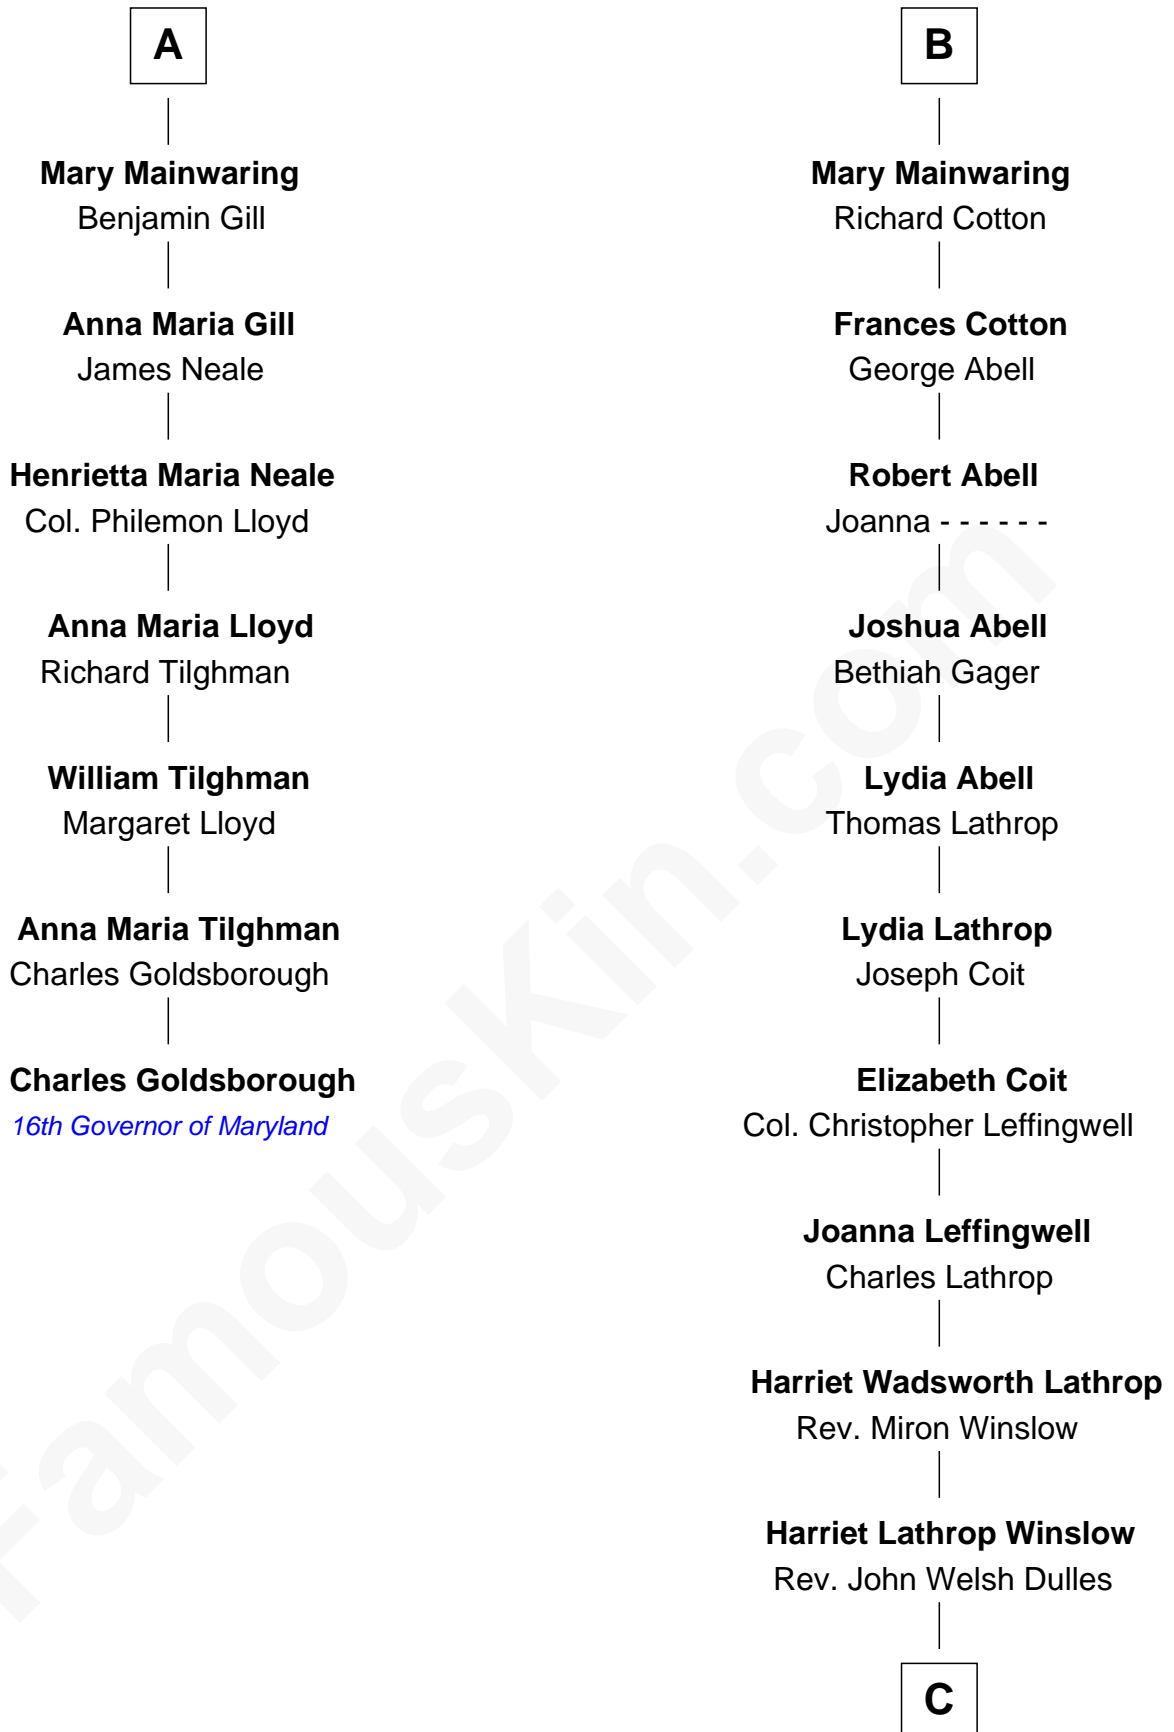 A
Mary Mainwaring
Benjamin Gill
Anna Maria Gill
James Neale
Henrietta Maria Neale
Col. Philemon Lloyd
Anna Maria Lloyd
Richard Tilghman
William Tilghman
Margaret Lloyd
Anna Maria Tilghman
Charles Goldsborough
Charles Goldsborough
16th Governor of Maryland
B
Mary Mainwaring
Richard Cotton
Frances Cotton
George Abell
Robert Abell
Joanna - - - - - -
Joshua Abell
Bethiah Gager
Lydia Abell
Thomas Lathrop
Lydia Lathrop
Joseph Coit
Elizabeth Coit
Col. Christopher Leffingwell
Joanna Leffingwell
Charles Lathrop
Harriet Wadsworth Lathrop
Rev. Miron Winslow
Harriet Lathrop Winslow
Rev. John Welsh Dulles
C
FamousKin.com